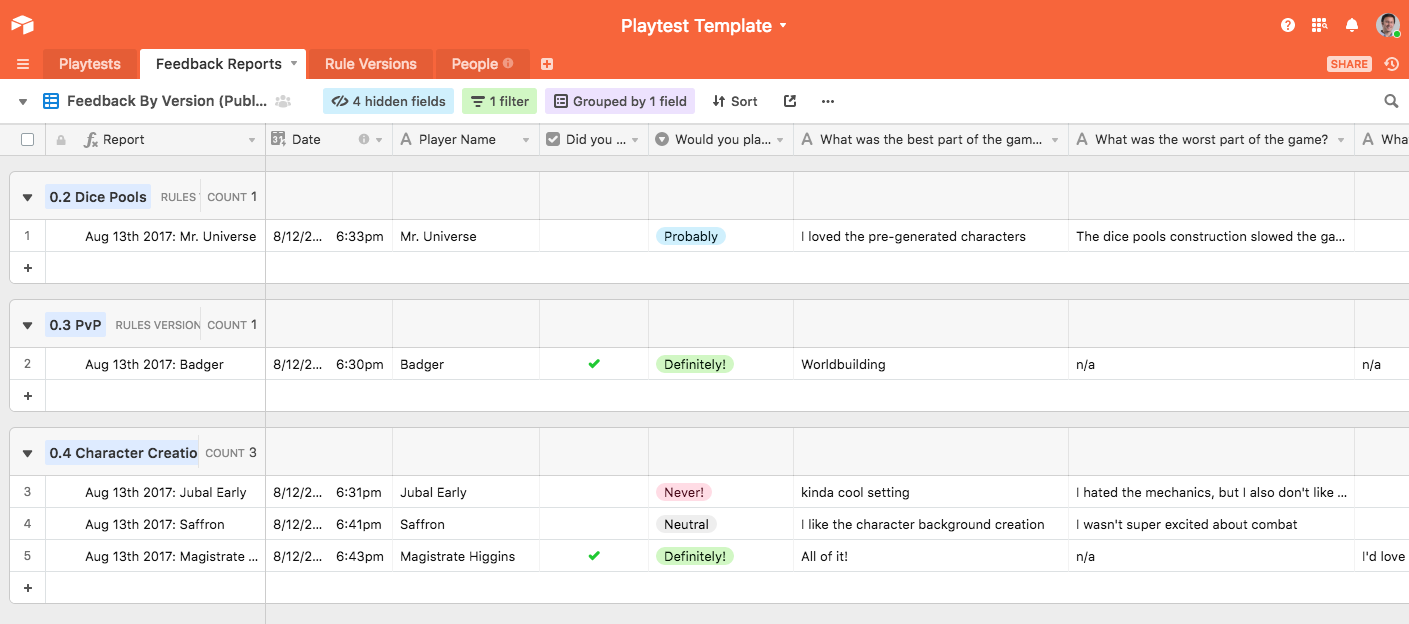 Playtest Template
Playtests Feedback Reports Rule Versions People SHARE
Feedback By Version (Publ... 4 hidden fields 1 filter Grouped by 1 field Sort
Report Date A Player Name Did you ... Would you pla... A What was the best part of the gam... A What was the worst part of the game? A Wha
0.2 Dice Pools RULES COUNT 1
1 Aug 13th 2017: Mr. Universe 8/12/2... 6:33pm Mr. Universe Probably I loved the pre-generated characters The dice pools construction slowed the ga...
+
0.3 PvP RULES VERSION COUNT 1
2 Aug 13th 2017: Badger 8/12/2... 6:30pm Badger Definitely! Worldbuilding n/a n/a
+
0.4 Character Creatio COUNT 3
3 Aug 13th 2017: Jubal Early 8/12/2... 6:31pm Jubal Early Never! kinda cool setting I hated the mechanics, but I also don't like ...
4 Aug 13th 2017: Saffron 8/12/2... 6:41pm Saffron Neutral I like the character background creation I wasn't super excited about combat
5 Aug 13th 2017: Magistrate ... 8/12/2... 6:43pm Magistrate Higgins Definitely! All of it! n/a I'd love
+